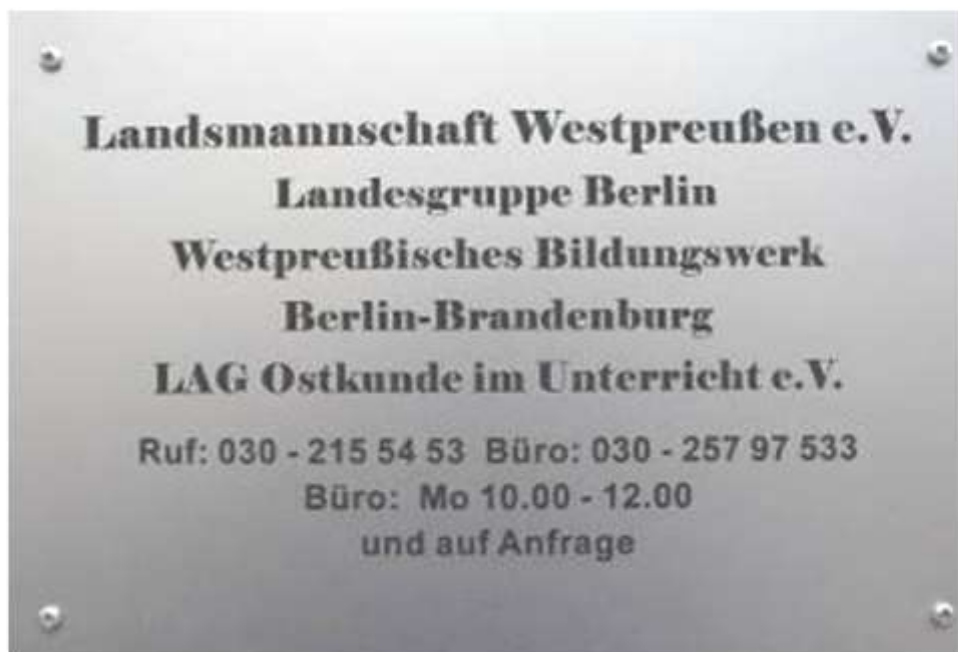 Landsmannschaft Westpreußen e.V.
Landesgruppe Berlin
Westpreußisches Bildungswerk
Berlin-Brandenburg
LAG Ostkunde im Unterricht e.V.
Ruf: 030 - 215 54 53 Büro: 030 - 257 97 533
Büro: Mo 10.00 - 12.00
und auf Anfrage